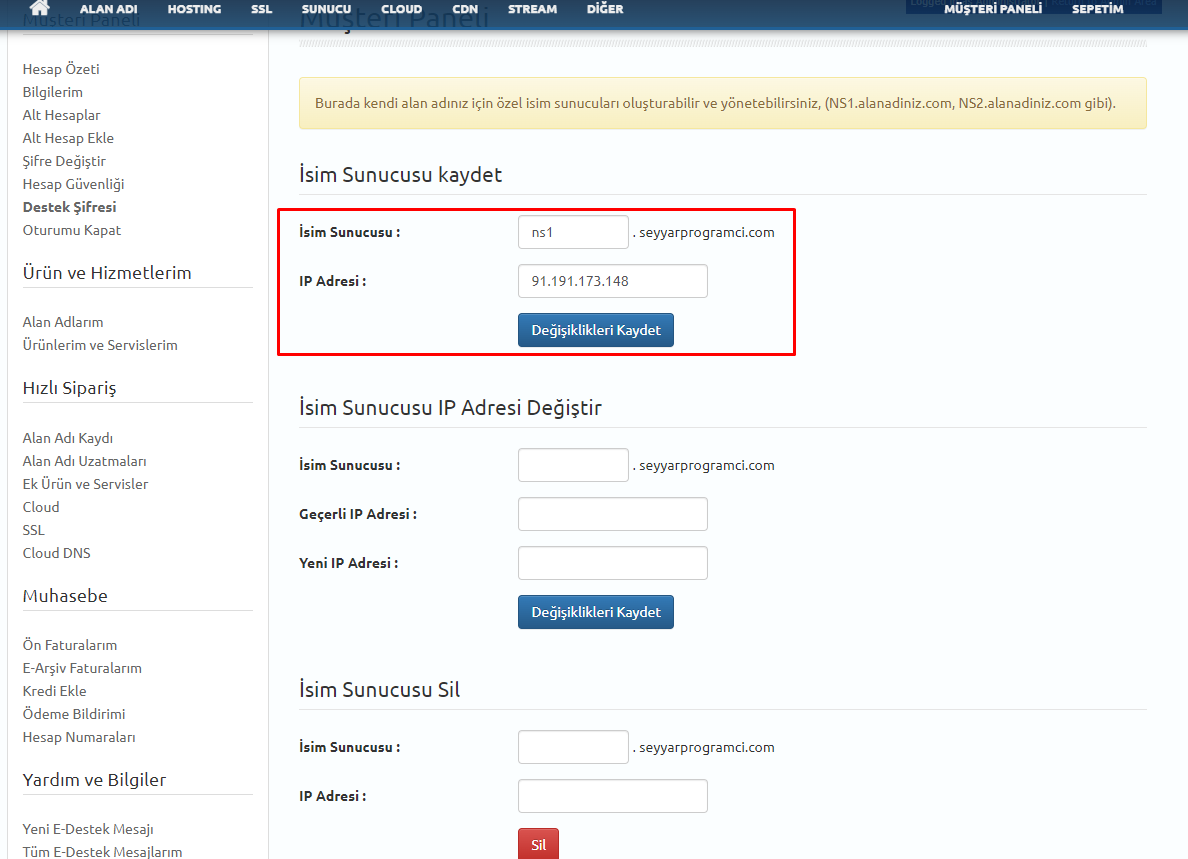 ALAN ADI HOSTING SSL SUNUCU CLOUD CDN STREAM DİĞER MÜŞTERİ PANELİ SEPETİM
Müşteri Paneli
Hesap Özeti
Bilgilerim
Alt Hesaplar
Alt Hesap Ekle
Şifre Değiştir
Hesap Güvenliği
Destek Şifresi
Oturumu Kapat
Ürün ve Hizmetlerim
Alan Adlarım
Ürünlerim ve Servislerim
Hızlı Sipariş
Alan Adı Kaydı
Alan Adı Uzatmaları
Ek Ürün ve Servisler
Cloud
SSL
Cloud DNS
Muhasebe
Ön Faturalarım
E-Arşiv Faturalarım
Kredi Ekle
Ödeme Bildirimi
Hesap Numaraları
Yardım ve Bilgiler
Yeni E-Destek Mesajı
Tüm E-Destek Mesajlarım
Müşteri Paneli
Burada kendi alan adınız için özel isim sunucuları oluşturabilir ve yönetebilirsiniz, (NS1.alanadiniz.com, NS2.alanadiniz.com gibi).
İsim Sunucusu kaydet
İsim Sunucusu : ns1 . seyyarprogramci.com
IP Adresi : 91.191.173.148
Değişiklikleri Kaydet
İsim Sunucusu IP Adresi Değiştir
İsim Sunucusu : . seyyarprogramci.com
Geçerli IP Adresi :
Yeni IP Adresi :
Değişiklikleri Kaydet
İsim Sunucusu Sil
İsim Sunucusu : . seyyarprogramci.com
IP Adresi :
Sil